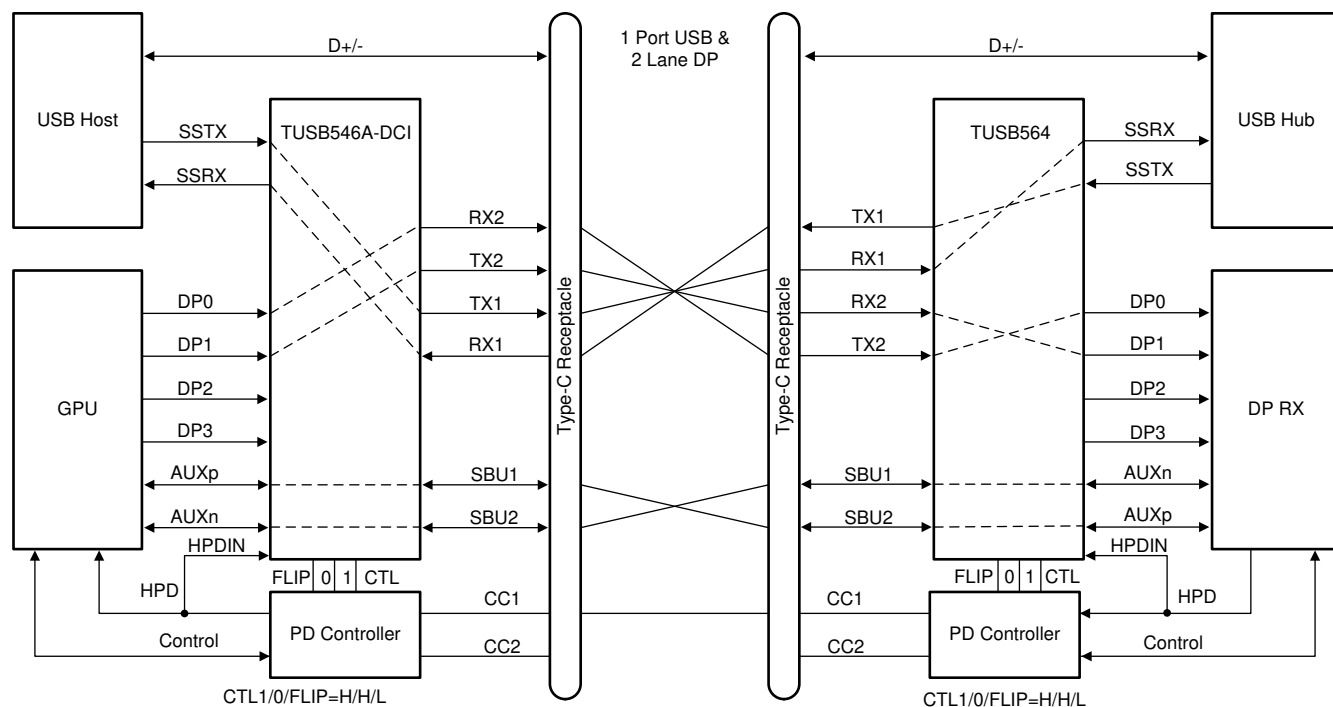 D+/-
1 Port USB &
2 Lane DP
D+/-
USB Host
TUSB546A-DCI
SSTX
SSRX
TUSB564
SSRX
SSTX
USB Hub
RX2
TX2
TX1
RX1
TX1
RX1
RX2
TX2
Type-C Receptacle
Type-C Receptacle
GPU
DP0
DP1
DP2
DP3
AUXp
AUXn
DP0
DP1
DP2
DP3
AUXn
AUXp
DP RX
SBU1
SBU2
SBU1
SBU2
HPDIN
HPD
Control
FLIP 0 1 CTL
PD Controller
CC1
CC2
CTL1/0/FLIP=H/H/L
CC1
CC2
FLIP 0 1 CTL
PD Controller
HPDIN
HPD
Control
CTL1/0/FLIP=H/H/L